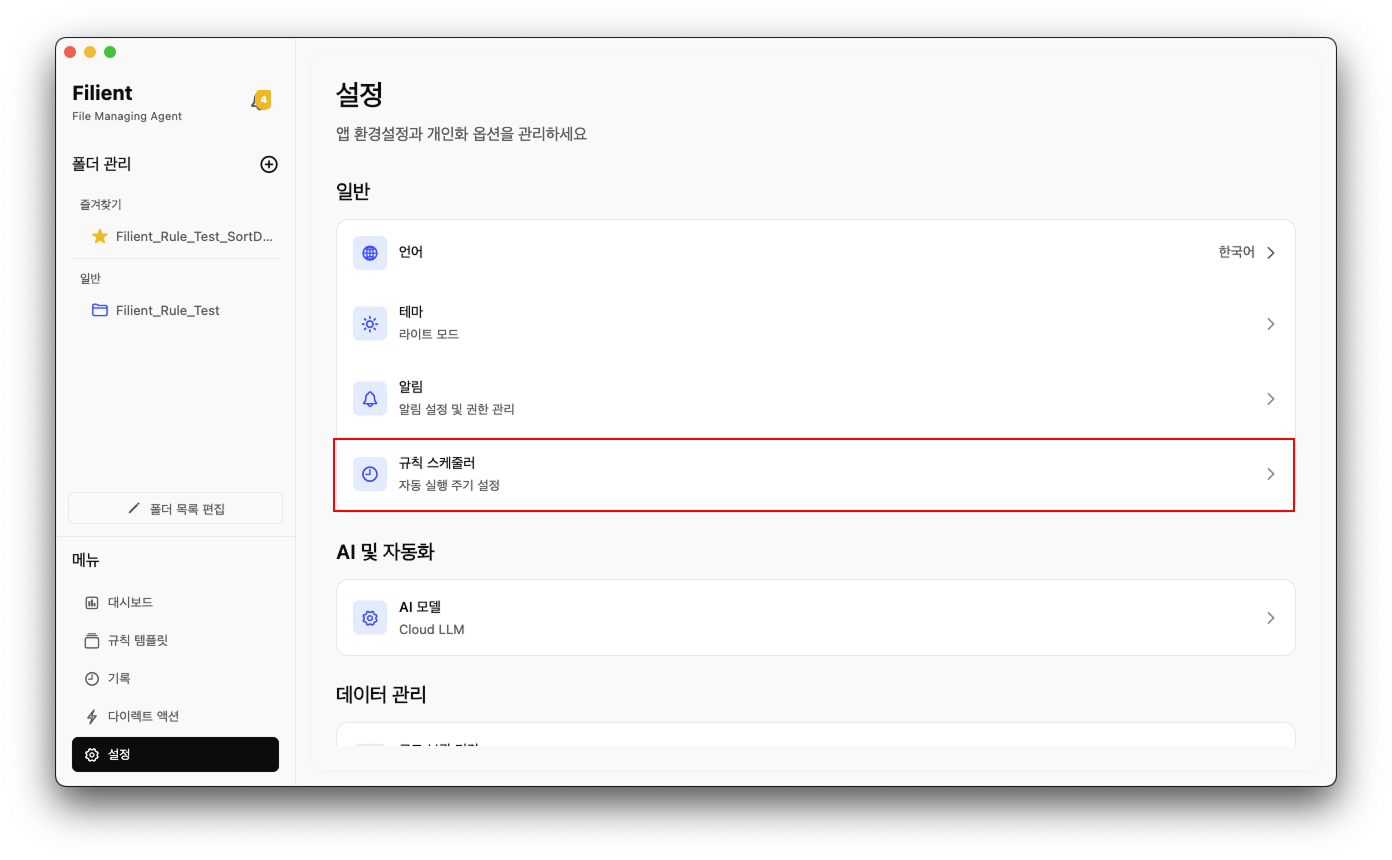 Filient
4
File Managing Agent
폴더 관리
즐겨찾기
Filient_Rule_Test_SortD...
일반
Filient_Rule_Test
폴더 목록 편집
메뉴
대시보드
규칙 템플릿
기록
다이렉트 액션
설정
설정
앱 환경설정과 개인화 옵션을 관리하세요
일반
언어
한국어
테마
라이트 모드
알림
알림 설정 및 권한 관리
규칙 스케줄러
자동 실행 주기 설정
AI 및 자동화
AI 모델
Cloud LLM
데이터 관리